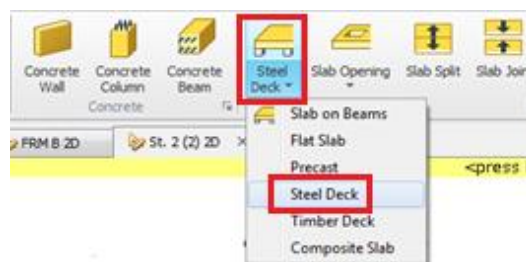 Concrete Wall
Concrete Column
Concrete Beam
Steel Deck
Slab Opening
Slab Split
Slab Join
Concrete
Slab on Beams
FRM B 2D
St. 2 (2) 2D
Flat Slab
Precast
<press
Steel Deck
Timber Deck
Composite Slab